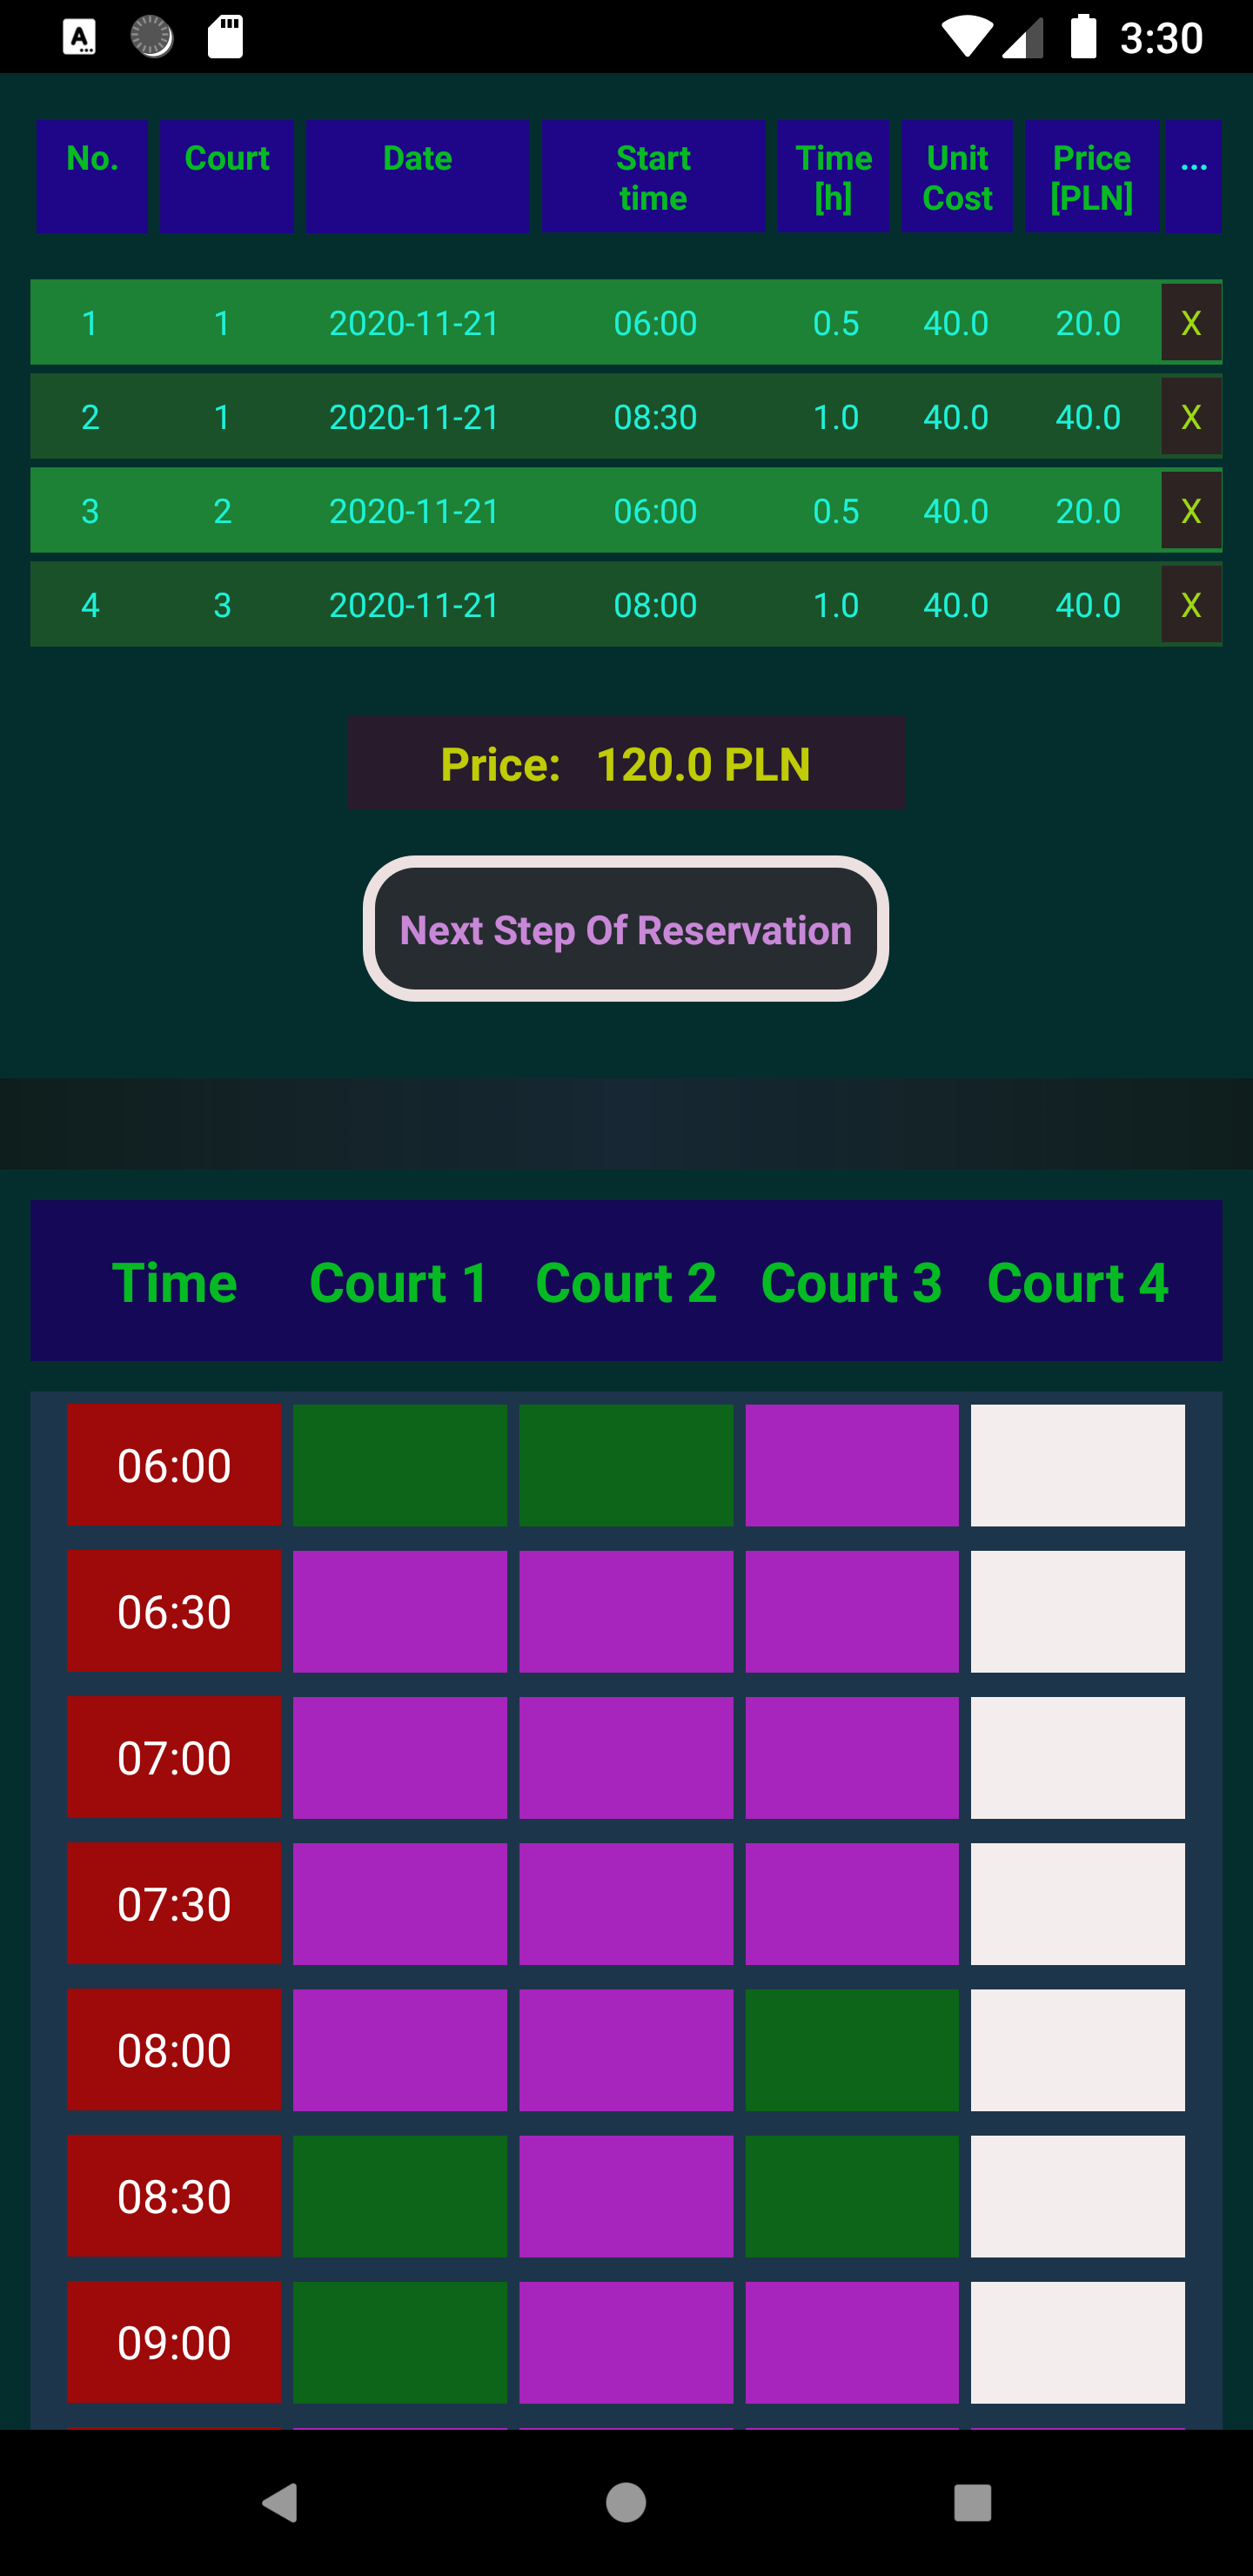 3:30
No. Court Date Start time Time [h] Unit Cost Price [PLN] ...
1 1 2020-11-21 06:00 0.5 40.0 20.0 X
2 1 2020-11-21 08:30 1.0 40.0 40.0 X
3 2 2020-11-21 06:00 0.5 40.0 20.0 X
4 3 2020-11-21 08:00 1.0 40.0 40.0 X
Price: 120.0 PLN
Next Step Of Reservation
Time Court 1 Court 2 Court 3 Court 4
06:00
06:30
07:00
07:30
08:00
08:30
09:00